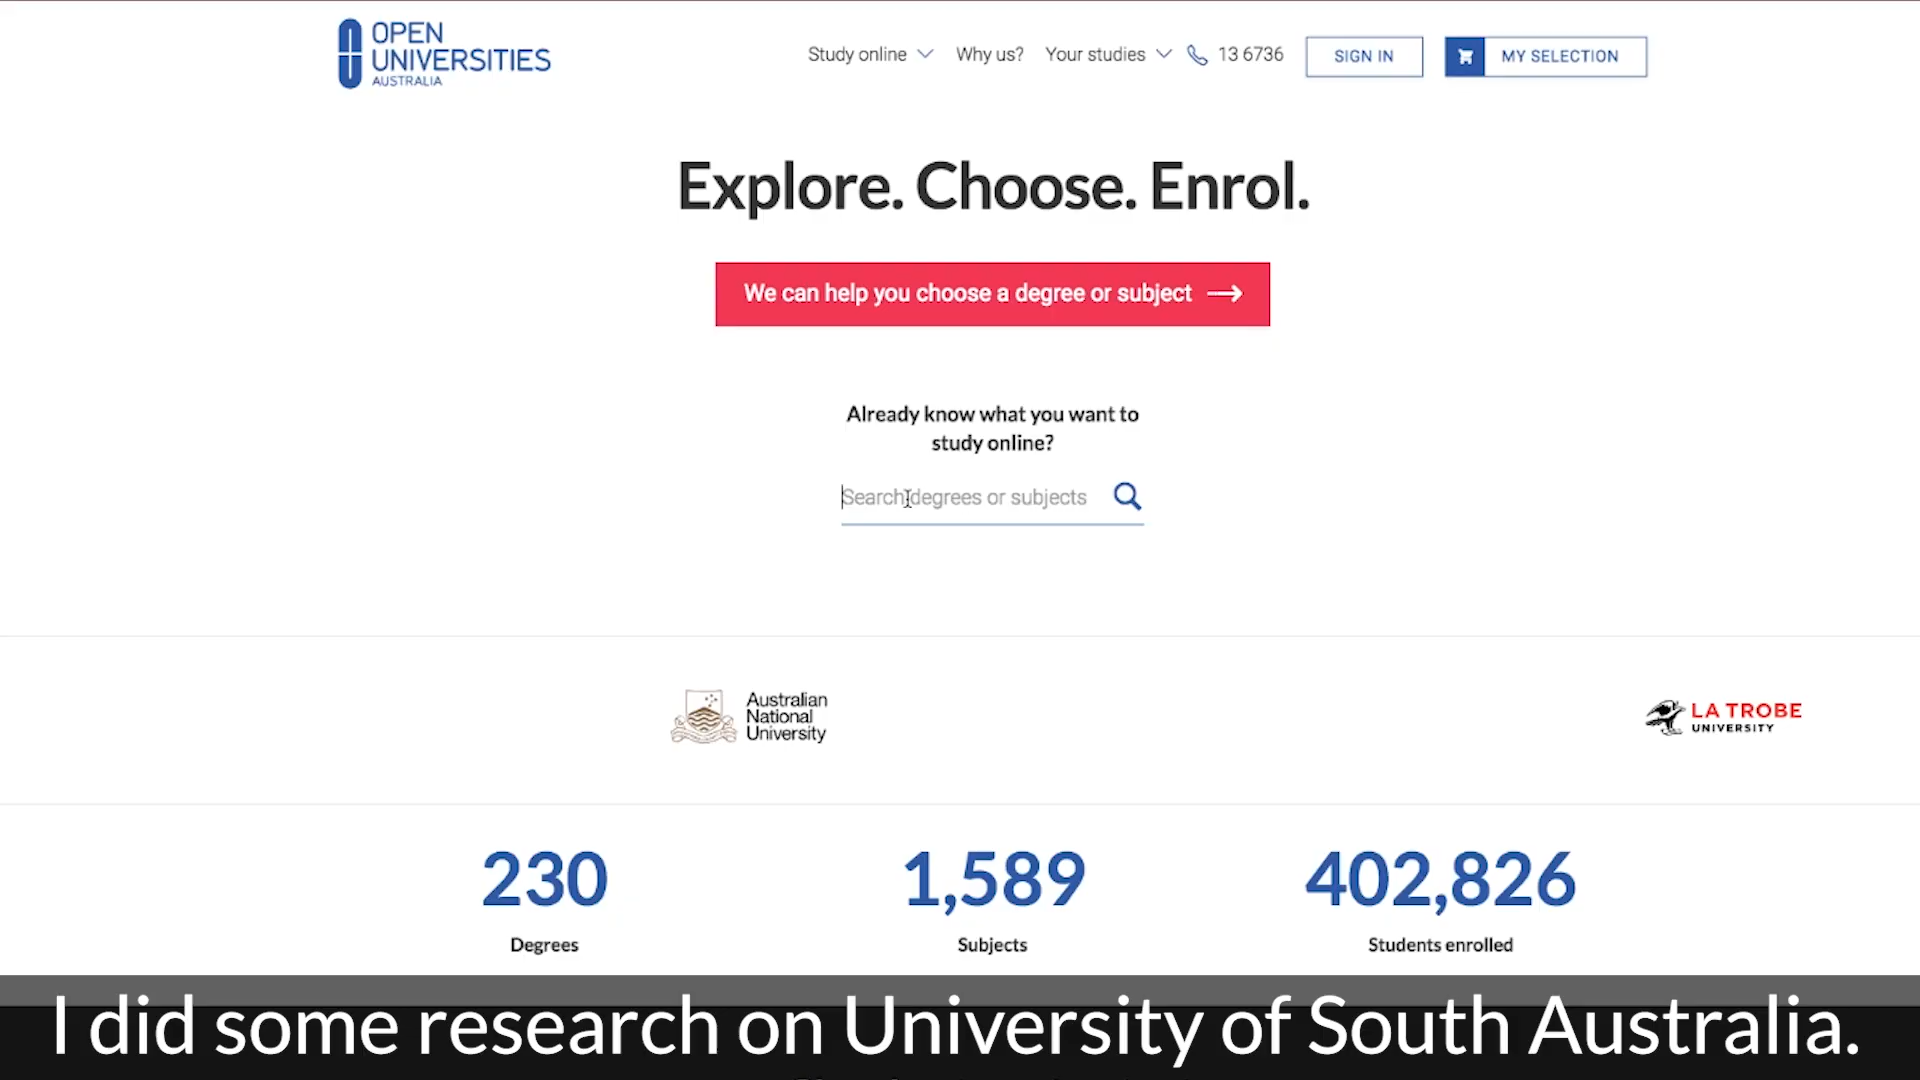 OPEN
UNIVERSITIES
AUSTRALIA
Study online
Why us?
Your studies
13 6736
SIGN IN
MY SELECTION
Explore. Choose. Enrol.
We can help you choose a degree or subject
Already know what you want to
study online?
Search degrees or subjects
Australian
National
University
LA TROBE
UNIVERSITY
230
1,589
402,826
Degrees
Subjects
Students enrolled
I did some research on University of South Australia.